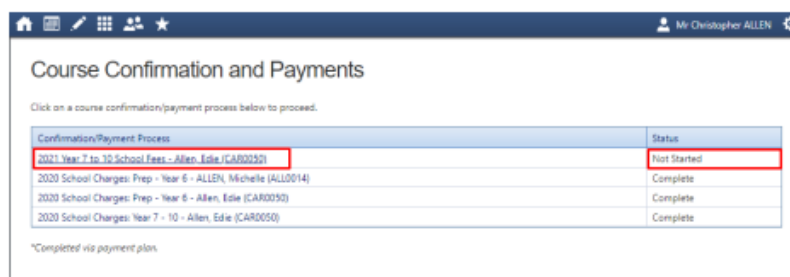 Mr Christopher ALLEN
Course Confirmation and Payments
Click on a course confirmation/payment process below to proceed.
Confirmation/Payment Process Status
2021 Year 7 to 10 School Fees - Allen, Edie (CAR0050) Not Started
2020 School Charges: Prep - Year 6 - ALLEN, Michelle (ALL0014) Complete
2020 School Charges: Prep - Year 6 - Allen, Edie (CAR0050) Complete
2020 School Charges: Year 7 - 10 - Allen, Edie (CAR0050) Complete
*Completed via payment plan.